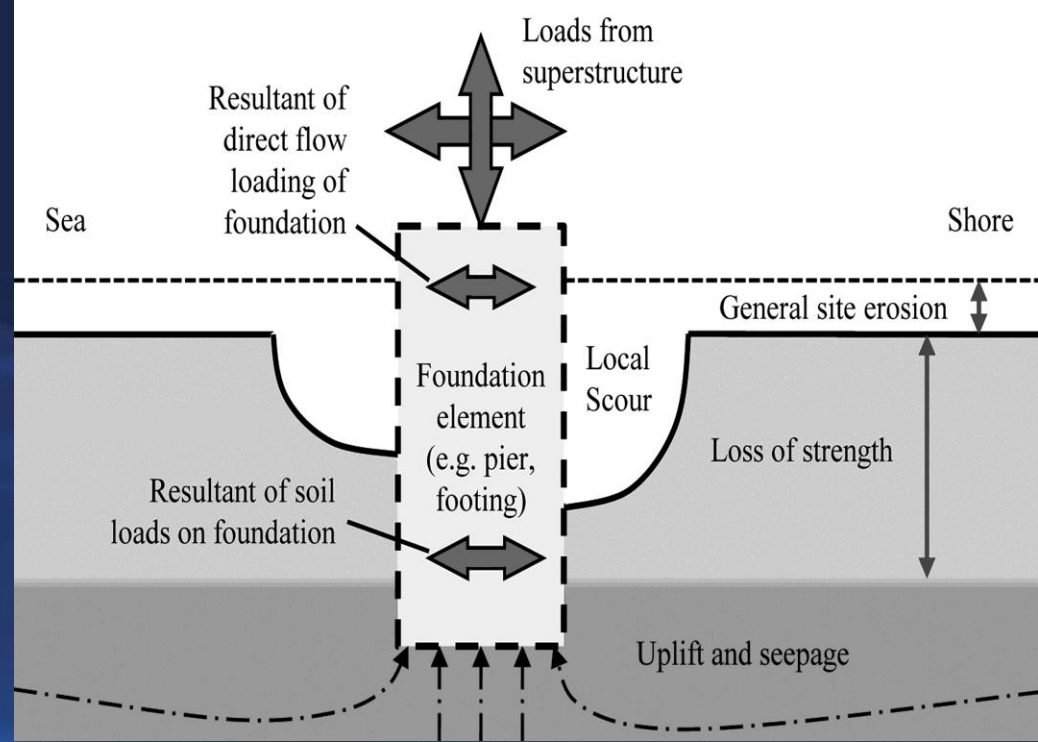 Loads from
superstructure
Resultant of
direct flow
loading of
foundation
Sea
Shore
General site erosion
Local
Scour
Foundation
element
(e.g. pier,
footing)
Loss of strength
Resultant of soil
loads on foundation
Uplift and seepage